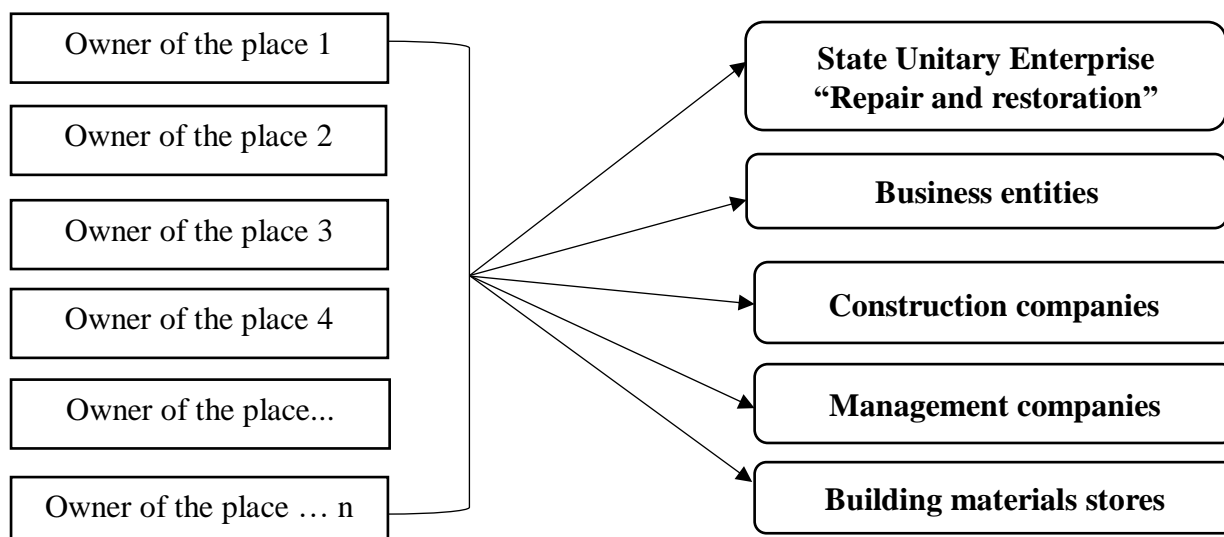 Owner of the place 1
Owner of the place 2
Owner of the place 3
Owner of the place 4
Owner of the place...
Owner of the place … n
State Unitary Enterprise
“Repair and restoration”
Business entities
Construction companies
Management companies
Building materials stores